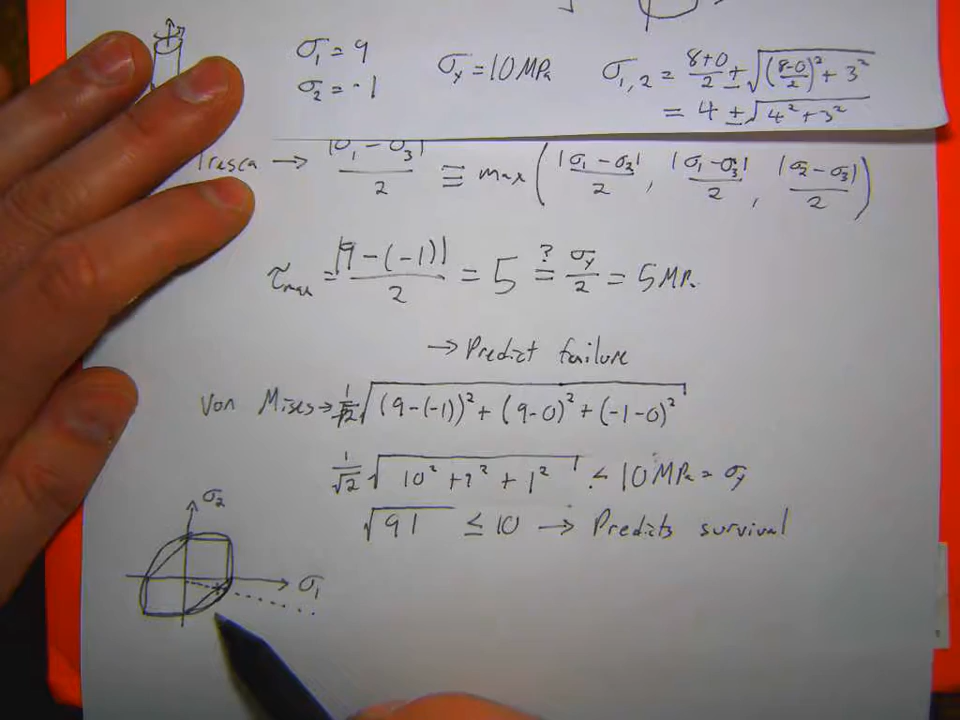 σ₁ = 9
σ₂ = -1
σy = 10 MPa
σ₁,₂ = (8+0)/2 ± √(((8-0)/2)² + 3²)
= 4 ± √(4² + 3²)
Tresca → |σ₁ - σ₃|/2 ≡ max(|σ₁ - σ₂|/2, |σ₁ - σ₃|/2, |σ₂ - σ₃|/2)
τmax = |9 - (-1)|/2 = 5 ≟ σy/2 = 5 MPa
→ Predict failure
Von Mises → 1/√2 √((9-(-1))² + (9-0)² + (-1-0)²)
1/√2 √(10² + 9² + 1²) < 10 MPa = σy
√91 ≤ 10 → Predicts survival
σ₂
σ₁